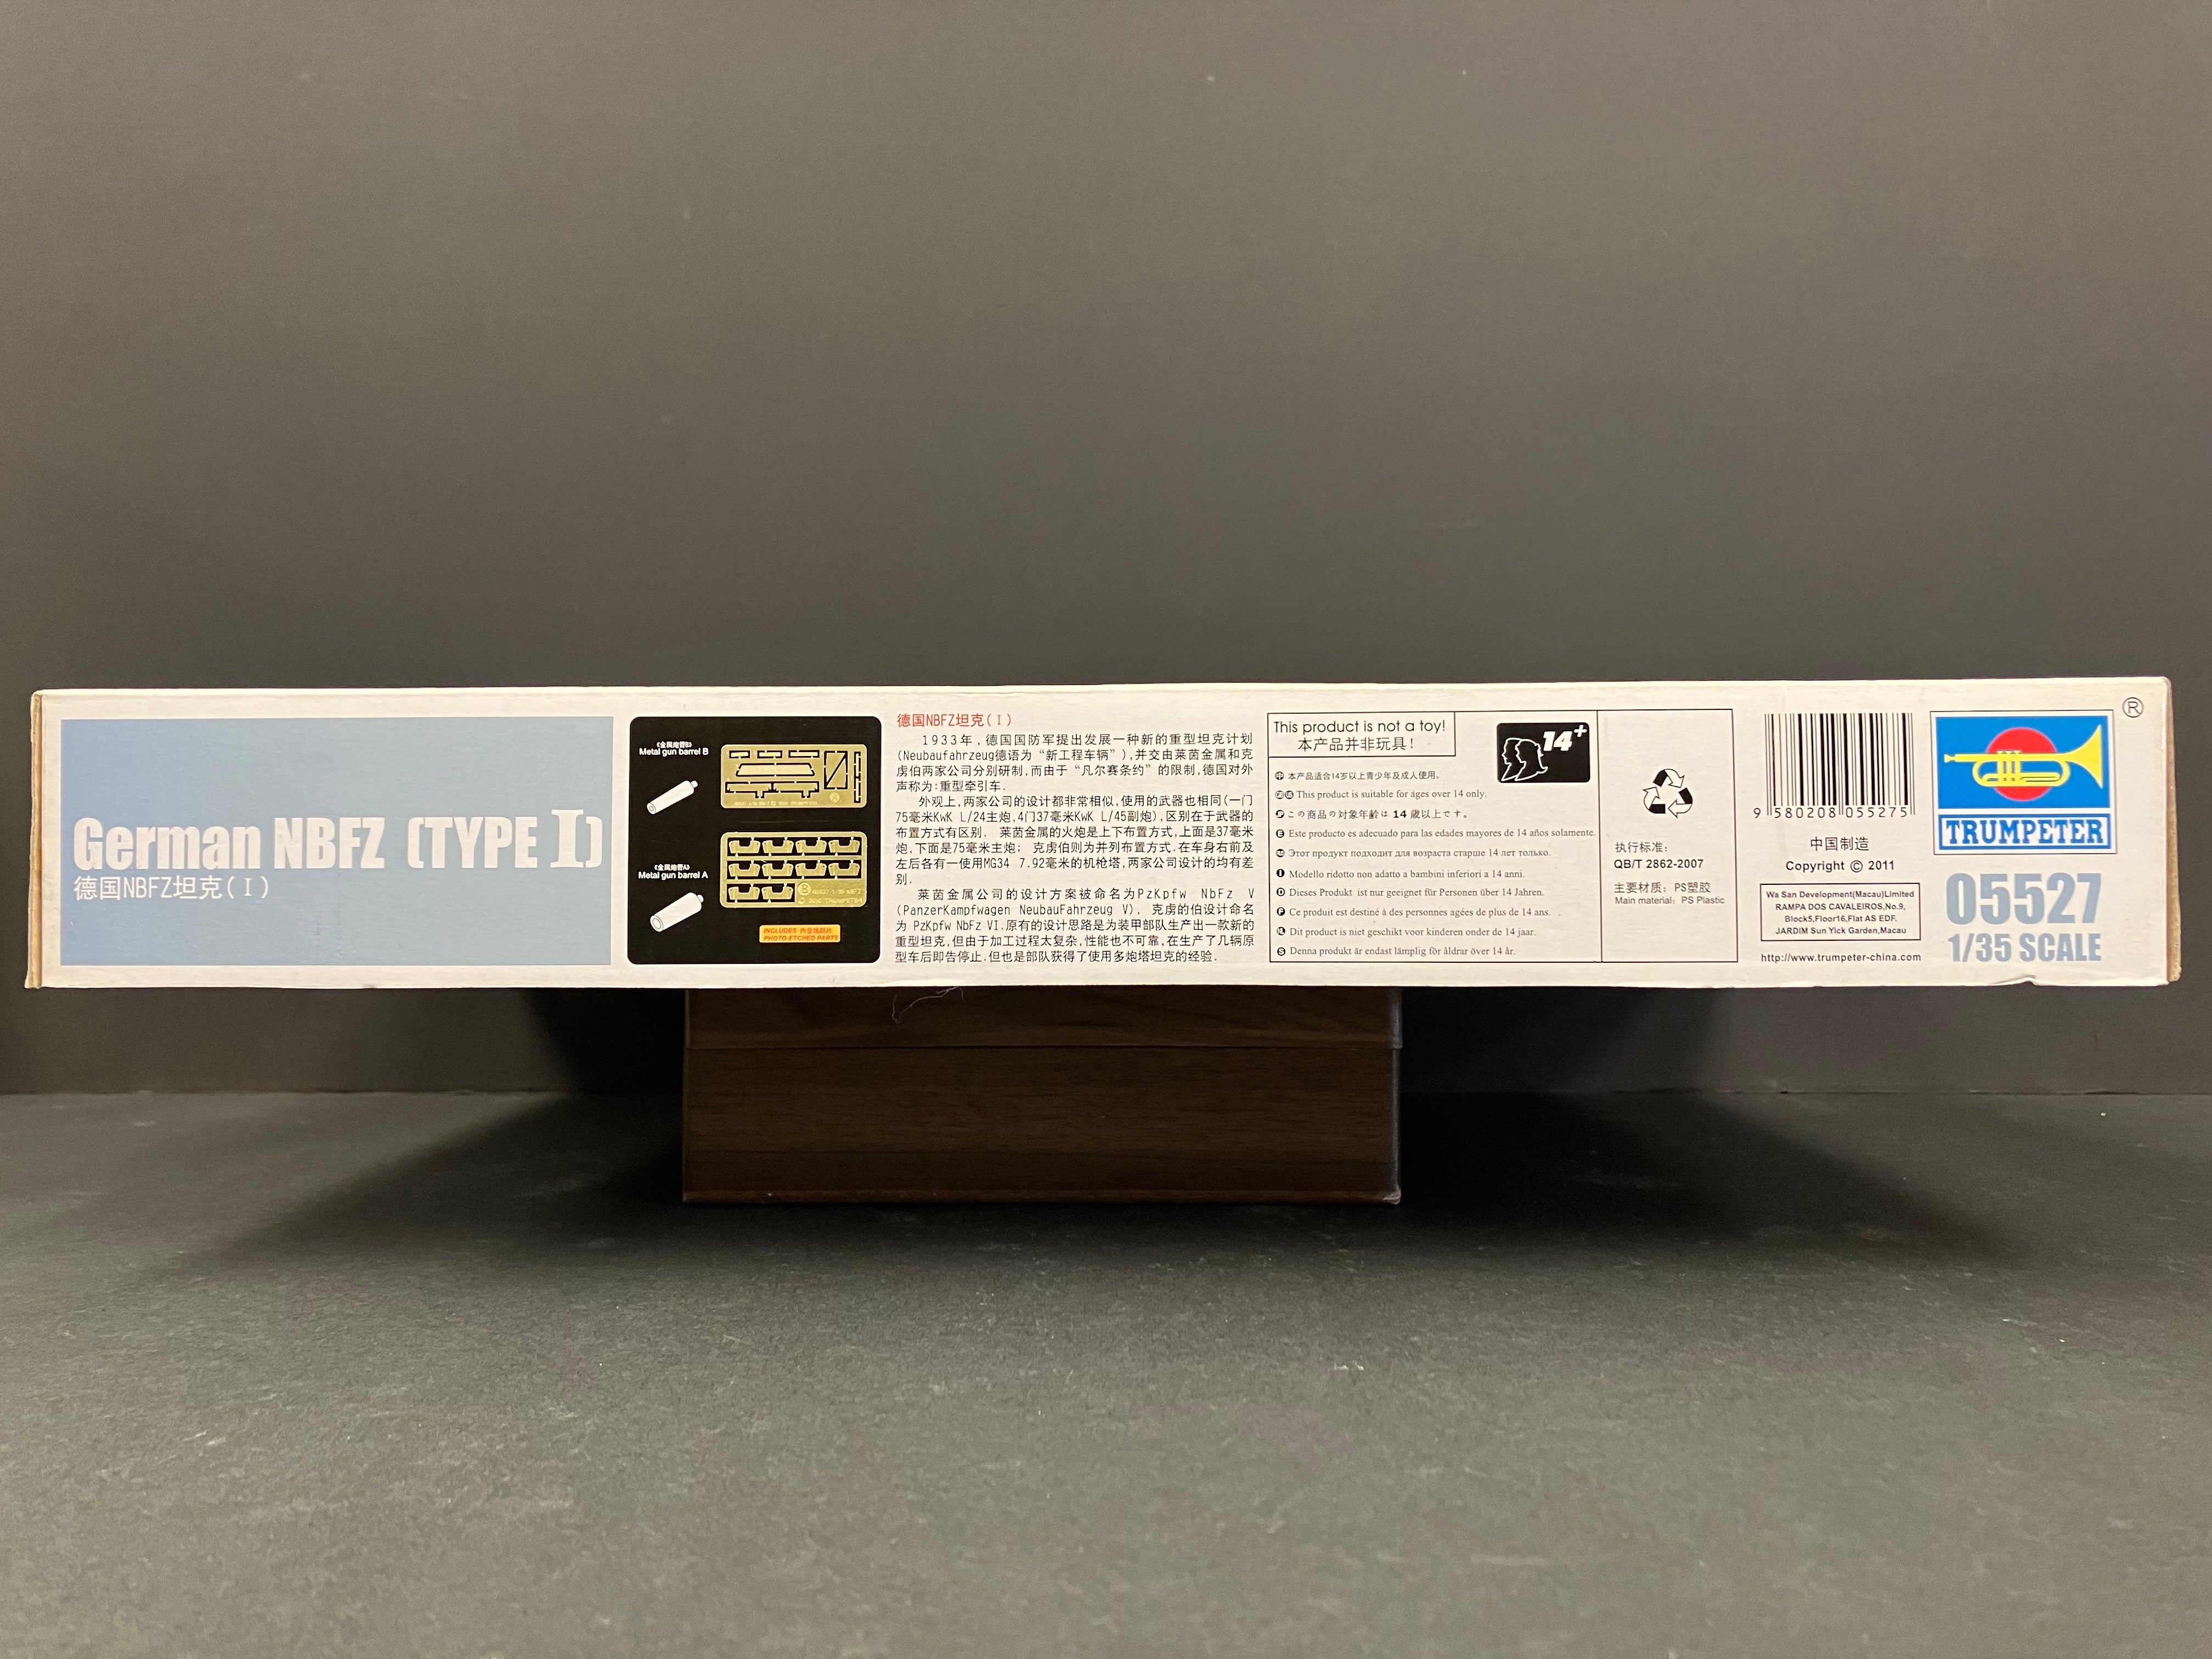 German NBFZ (TYPE I)
德国NBFZ坦克(I)
《金属炮管B》
Metal gun barrel B
《金属炮管A》
Metal gun barrel A
INCLUDES 内含蚀刻片
PHOTO-ETCHED PARTS
德国NBFZ坦克(I)
1933年,德国国防军提出发展一种新的重型坦克计划
(Neubaufahrzeug德语为“新工程车辆”),并交由莱茵金属和克
虏伯两家公司分别研制,而由于“凡尔赛条约”的限制,德国对外
声称为:重型牵引车.
外观上,两家公司的设计都非常相似,使用的武器也相同(一门
75毫米KwK L/24主炮,4门37毫米KwK L/45副炮),区别在于武器的
布置方式有区别. 莱茵金属的火炮是上下布置方式,上面是37毫米
炮,下面是75毫米主炮; 克虏伯则为并列布置方式.在车身右前及
左后各有一使用MG34 7.92毫米的机枪塔,两家公司设计的均有差
别.
莱茵金属公司的设计方案被命名为PzKpfw NbFz V
(PanzerKampfwagen NeubauFahrzeug V), 克虏的伯设计命名
为 PzKpfw NbFz VI.原有的设计思路是为装甲部队生产出一款新的
重型坦克,但由于加工过程太复杂,性能也不可靠,在生产了几辆原
型车后即告停止.但也是部队获得了使用多炮塔坦克的经验.
This product is not a toy!
本产品并非玩具!
14+
本产品适合14岁以上青少年及成人使用.
This product is suitable for ages over 14 only.
この商品の対象年齢は 14 歳以上です。
E Este producto es adecuado para las edades mayores de 14 años solamente.
Этот продукт подходит для возраста старше 14 лет только.
I Modello ridotto non adatto a bambini inferiori a 14 anni.
D Dieses Produkt ist nur geeignet für Personen über 14 Jahren.
F Ce produit est destiné à des personnes agées de plus de 14 ans.
Dit product is niet geschikt voor kinderen onder de 14 jaar.
S Denna produkt är endast lämplig för åldrar över 14 år.
执行标准:
QB/T 2862-2007
主要材质: PS塑胶
Main material: PS Plastic
9 580208 055275
中国制造
Copyright © 2011
Wa San Development(Macau)Limited
RAMPA DOS CAVALEIROS,No.9,
Block5,Floor16,Flat AS EDF.
JARDIM Sun Yick Garden,Macau
http://www.trumpeter-china.com
®
TRUMPETER
05527
1/35 SCALE